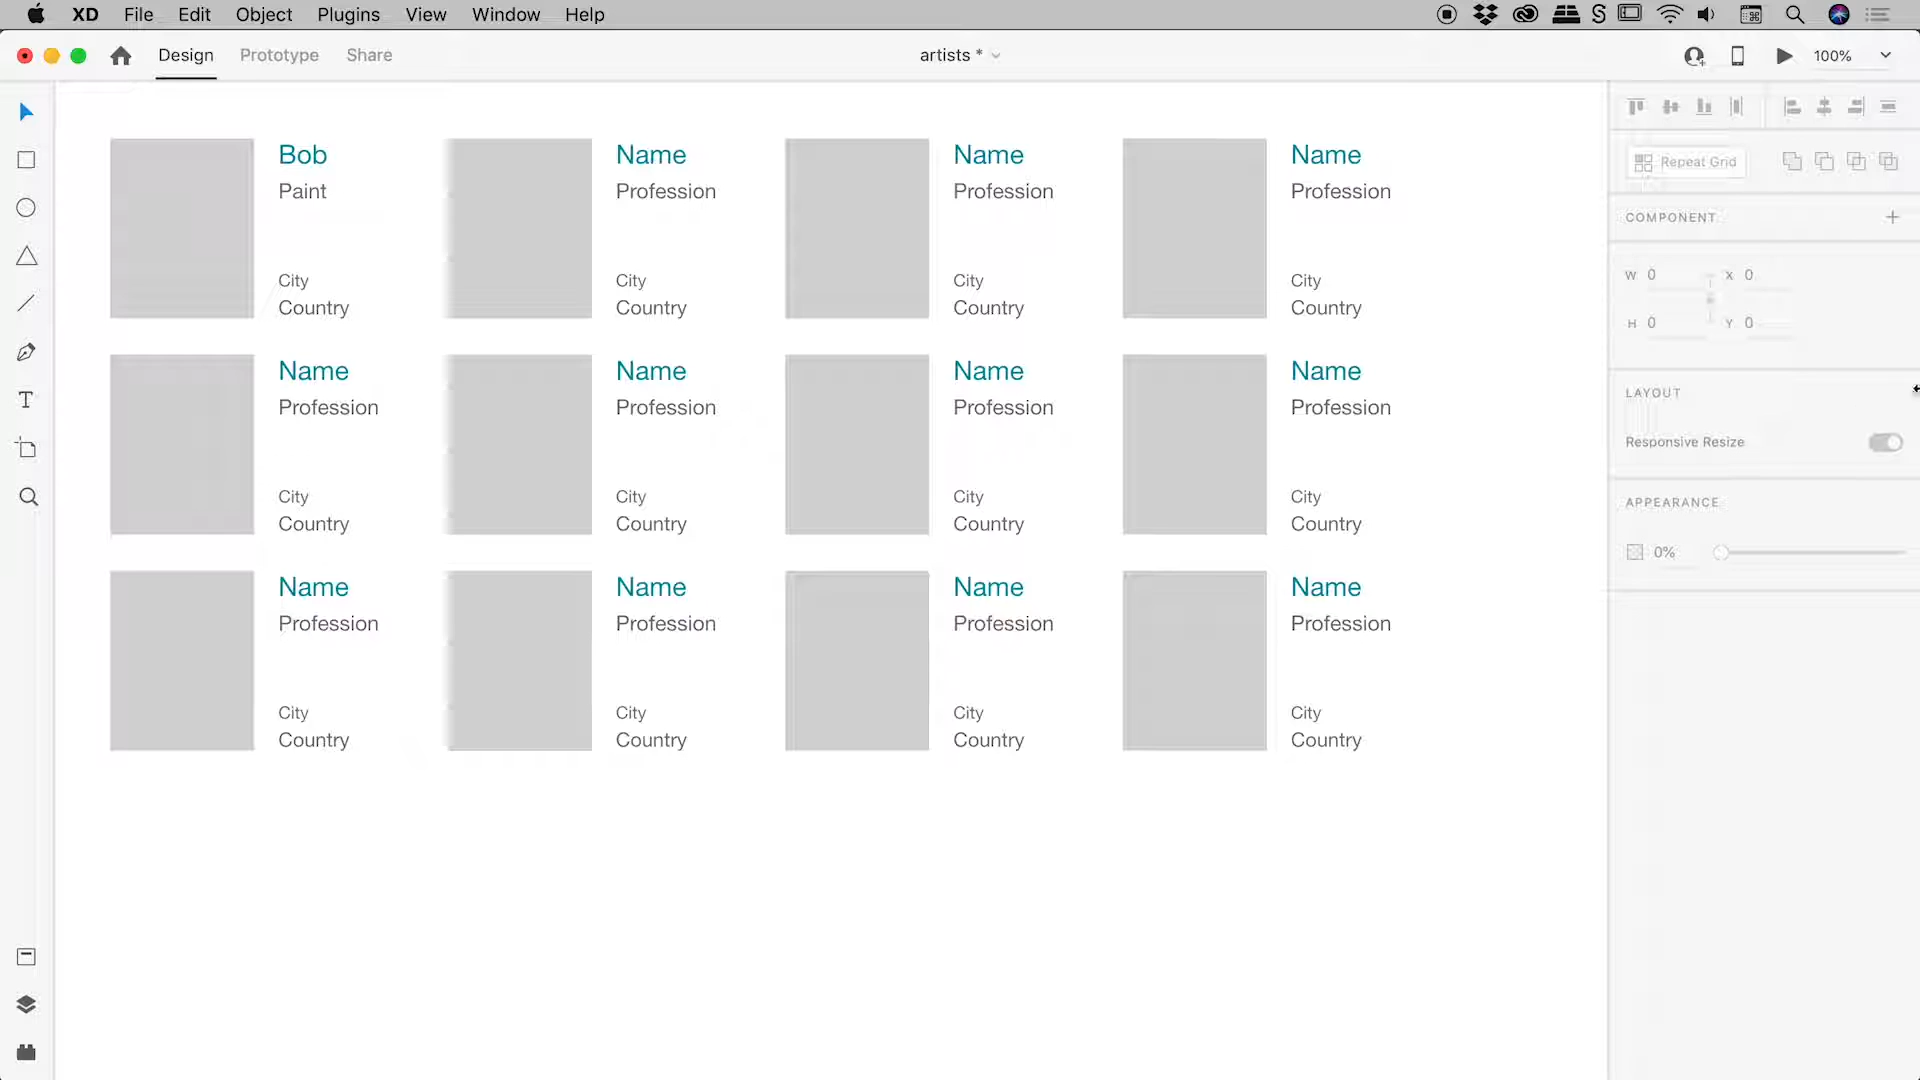 XD File Edit Object Plugins View Window Help
Design Prototype Share artists * 100%
Bob Name Name Name
Paint Profession Profession Profession
City City City City
Country Country Country Country
Name Name Name Name
Profession Profession Profession Profession
City City City City
Country Country Country Country
Name Name Name Name
Profession Profession Profession Profession
City City City City
Country Country Country Country
Repeat Grid
COMPONENT
W 0 X 0
H 0 Y 0
LAYOUT
Responsive Resize
APPEARANCE
0%